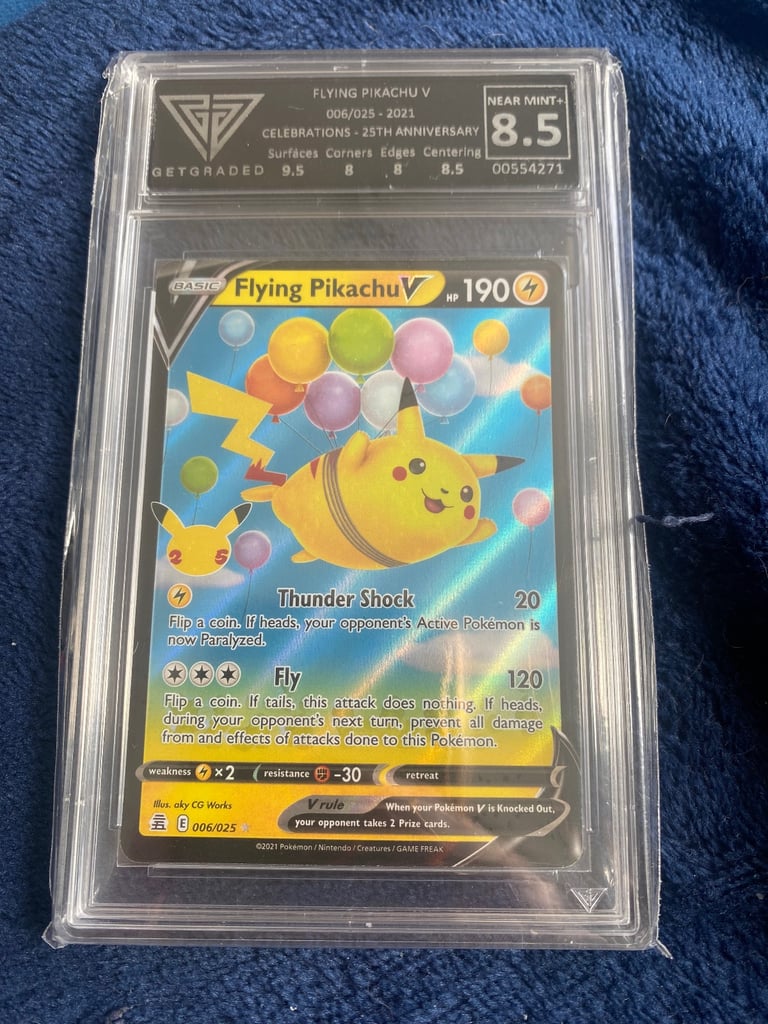 FLYING PIKACHU V
006/025 - 2021
CELEBRATIONS - 25TH ANNIVERSARY
Surfaces Corners Edges Centering
9.5 8 8 8.5
GETGRADED
NEAR MINT+
8.5
00554271
BASIC Flying Pikachu V HP 190
2 5
Thunder Shock 20
Flip a coin. If heads, your opponent's Active Pokémon is
now Paralyzed.
Fly 120
Flip a coin. If tails, this attack does nothing. If heads,
during your opponent's next turn, prevent all damage
from and effects of attacks done to this Pokémon.
weakness ×2 resistance -30 retreat
Illus. aky CG Works
E 006/025
V rule When your Pokémon V is Knocked Out,
your opponent takes 2 Prize cards.
©2021 Pokémon / Nintendo / Creatures / GAME FREAK